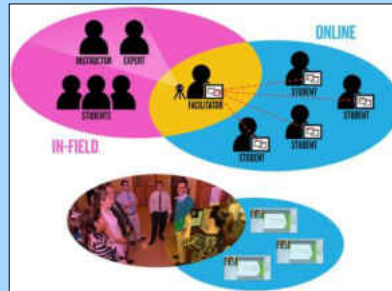 ONLINE
INSTRUCTOR
EXPERT
STUDENTS
FACILITATOR
STUDENT
STUDENT
STUDENT
STUDENT
IN-FIELD